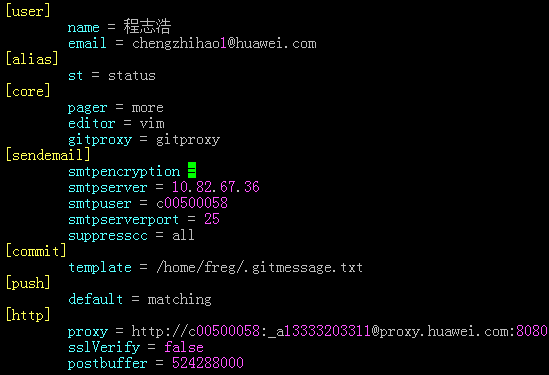 [user]
name = 程志浩
email = chengzhihao1@huawei.com
[alias]
st = status
[core]
pager = more
editor = vim
gitproxy = gitproxy
[sendemail]
smtpencryption =
smtpserver = 10.82.67.36
smtpuser = c00500058
smtpserverport = 25
suppresscc = all
[commit]
template = /home/freg/.gitmessage.txt
[push]
default = matching
[http]
proxy = http://c00500058:_a13333203311@proxy.huawei.com:8080
sslVerify = false
postbuffer = 524288000